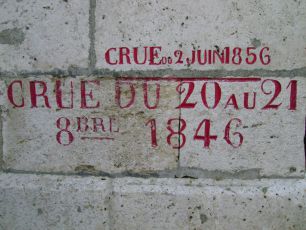 CRUE DU 2 JUIN 1856
CRUE DU 20 AU 21
8BRE 1846